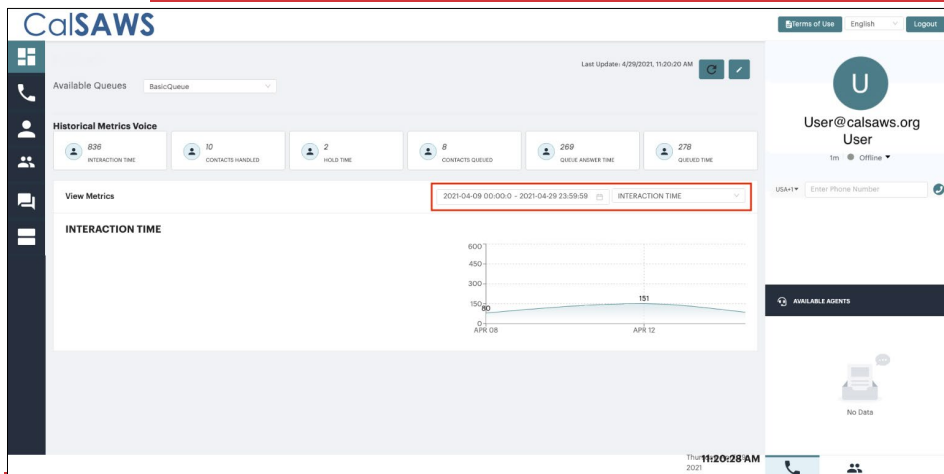 CalSAWS
Terms of Use English Logout
Last Update: 4/29/2021, 11:20:20 AM
Available Queues BasicQueue
U
User@calsaws.org
User
1m Offline
USA+1 Enter Phone Number
Historical Metrics Voice
836
INTERACTION TIME
10
CONTACTS HANDLED
2
HOLD TIME
8
CONTACTS QUEUED
269
QUEUE ANSWER TIME
278
QUEUED TIME
View Metrics 2021-04-09 00:00:0 ~ 2021-04-29 23:59:59 INTERACTION TIME
INTERACTION TIME
600
450
300
150
0
80
151
APR 08 APR 12
AVAILABLE AGENTS
No Data
11:20:28 AM
2021